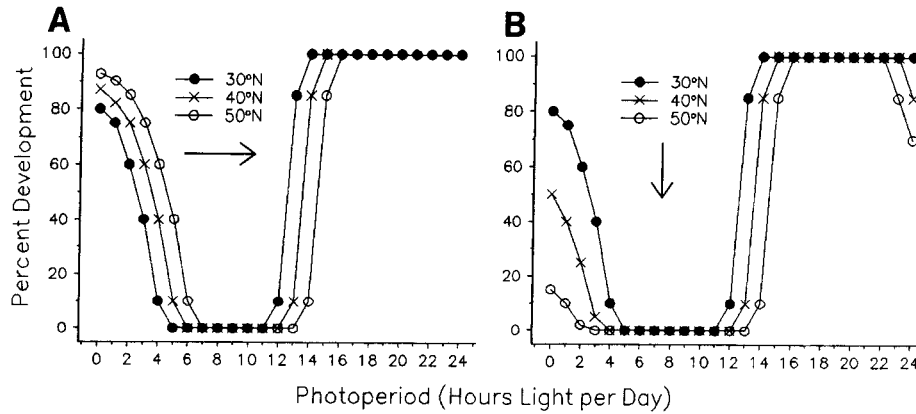 A
B
100
80
60
40
20
0
Percent Development
30°N
40°N
50°N
0 2 4 6 8 10 12 14 16 18 20 22 24
100
80
60
40
10
0
30°N
40°N
50°N
0 2 4 6 8 10 12 14 16 18 20 22 24
Photoperiod (Hours Light per Day)